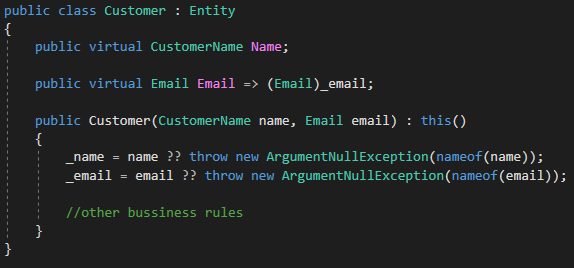 public class Customer : Entity
{
public virtual CustomerName Name;
public virtual Email Email => (Email)_email;
public Customer(CustomerName name, Email email) : this()
{
_name = name ?? throw new ArgumentNullException(nameof(name));
_email = email ?? throw new ArgumentNullException(nameof(email));
//other bussiness rules
}
}